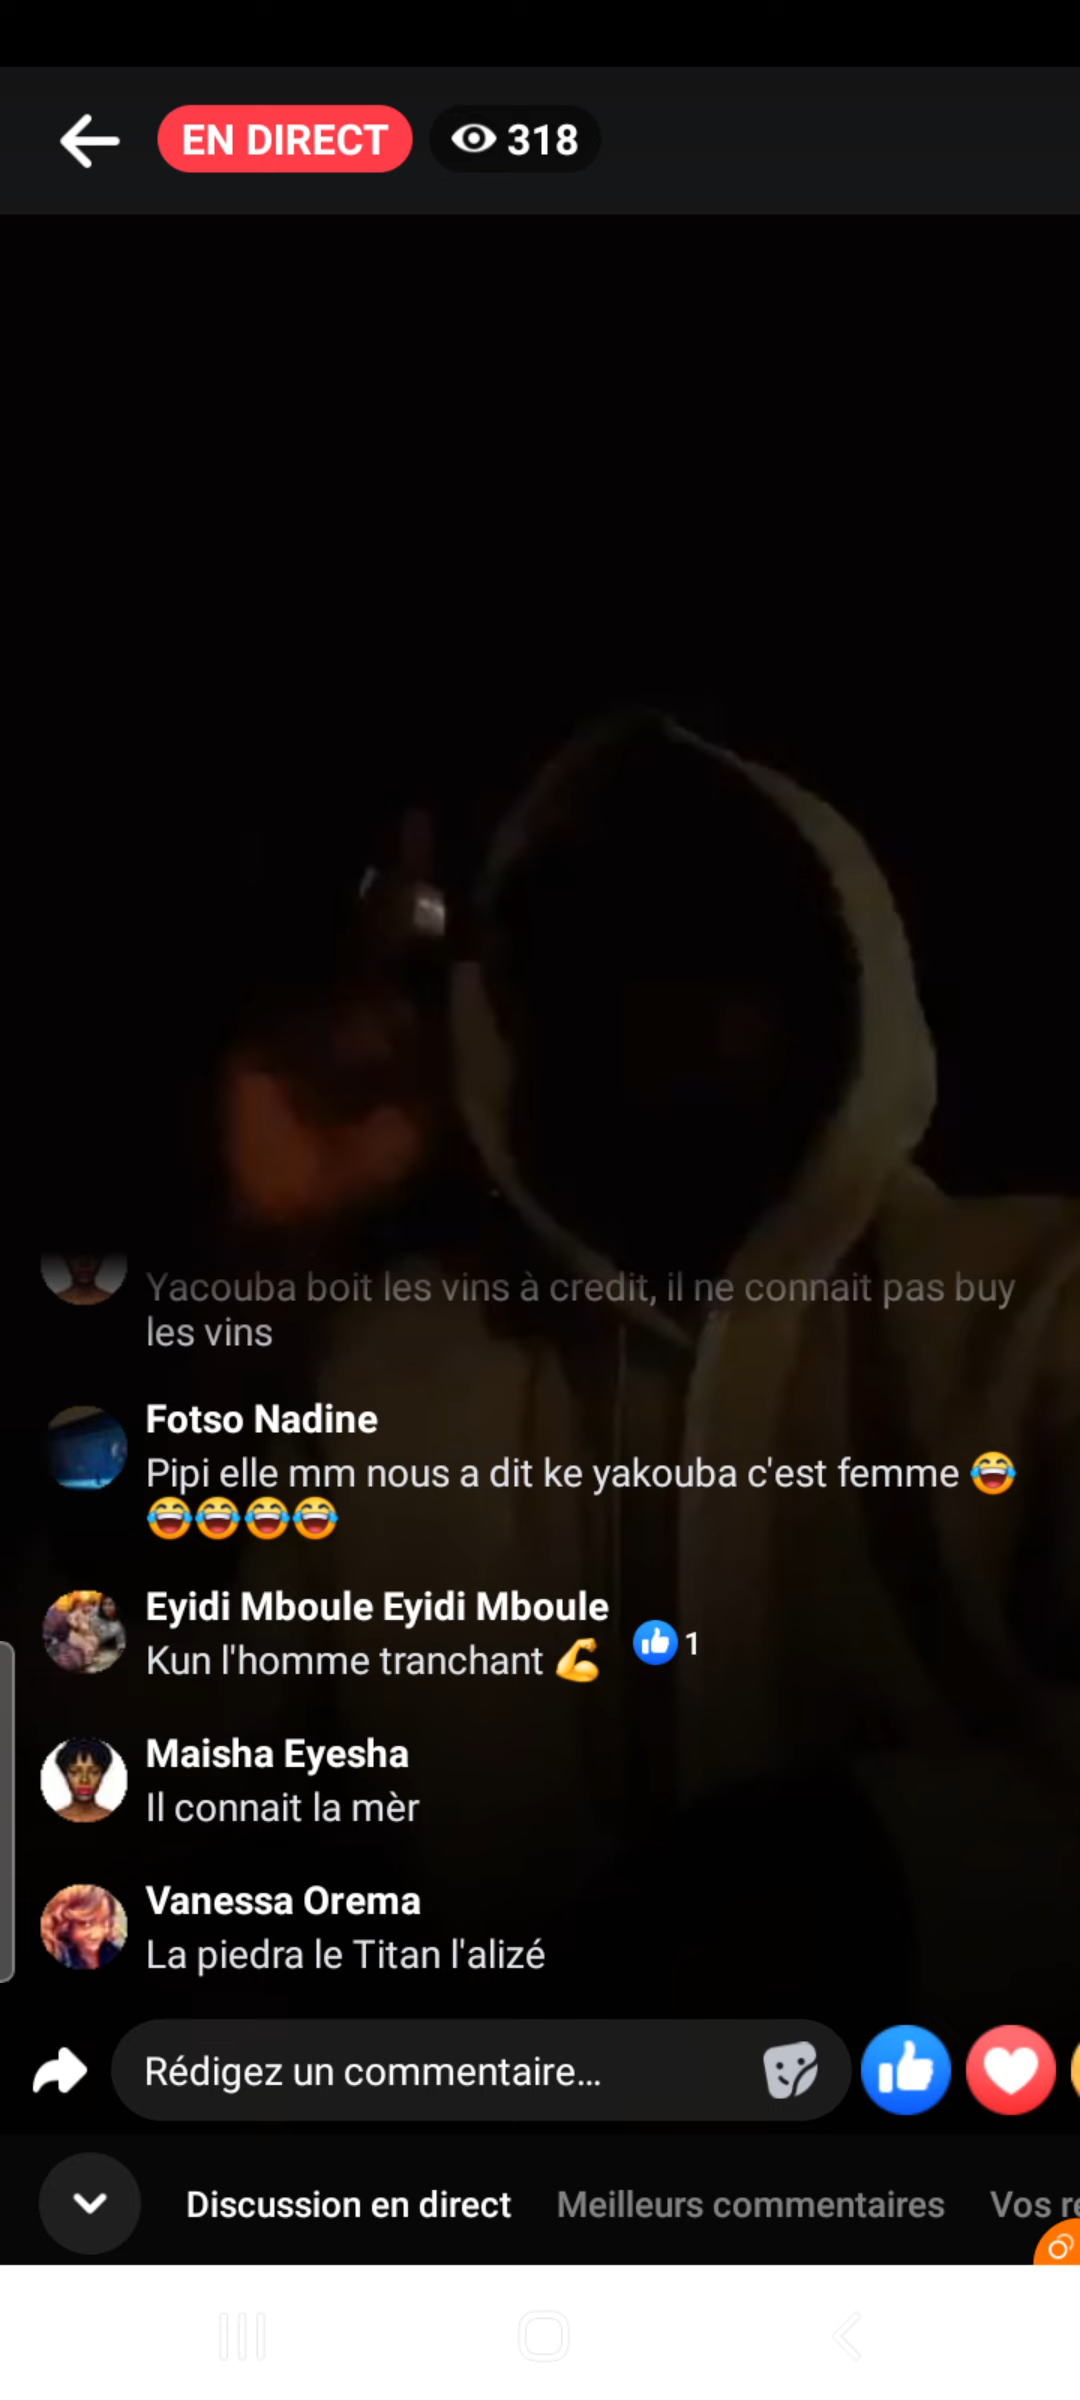 EN DIRECT 318
Yacouba boit les vins à credit, il ne connait pas buy
les vins
Fotso Nadine
Pipi elle mm nous a dit ke yakouba c'est femme 😂
😂😂😂😂
Eyidi Mboule Eyidi Mboule
Kun l'homme tranchant 💪 1
Maisha Eyesha
Il connait la mèr
Vanessa Orema
La piedra le Titan l'alizé
Rédigez un commentaire...
Discussion en direct Meilleurs commentaires Vos